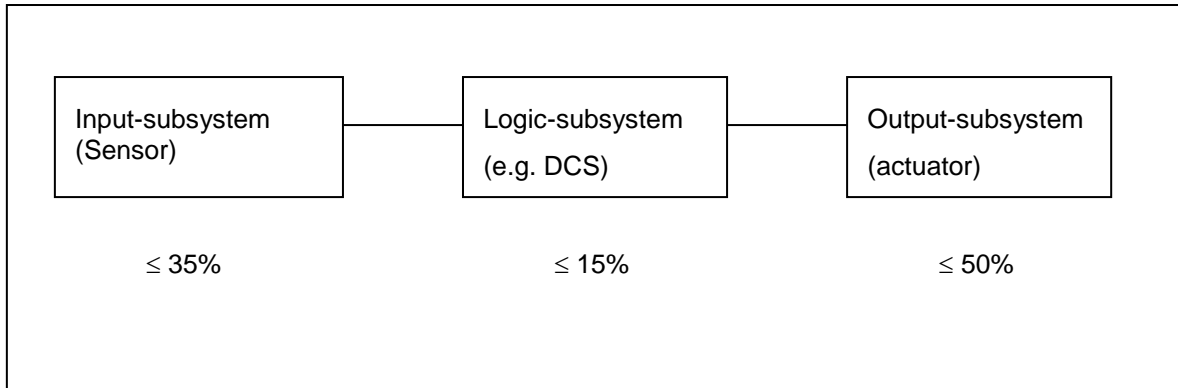 Input-subsystem
(Sensor)
Logic-subsystem
(e.g. DCS)
Output-subsystem
(actuator)
≤ 35%
≤ 15%
≤ 50%